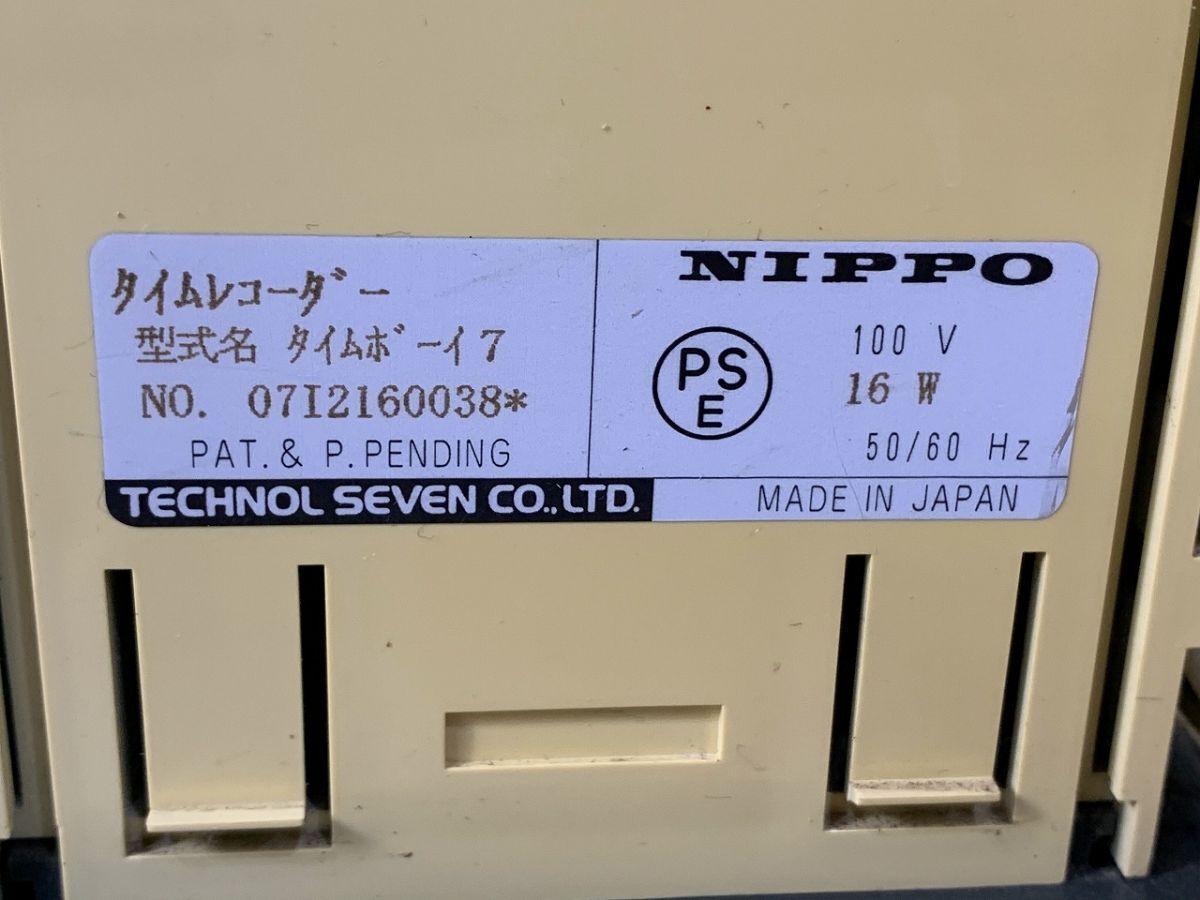 タイムレコーダー
型式名 タイムボーイ7
NO. 07I2160038*
PAT. & P. PENDING
TECHNOL SEVEN CO., LTD.
NIPPO
PS
E
100 V
16 W
50/60 Hz
MADE IN JAPAN